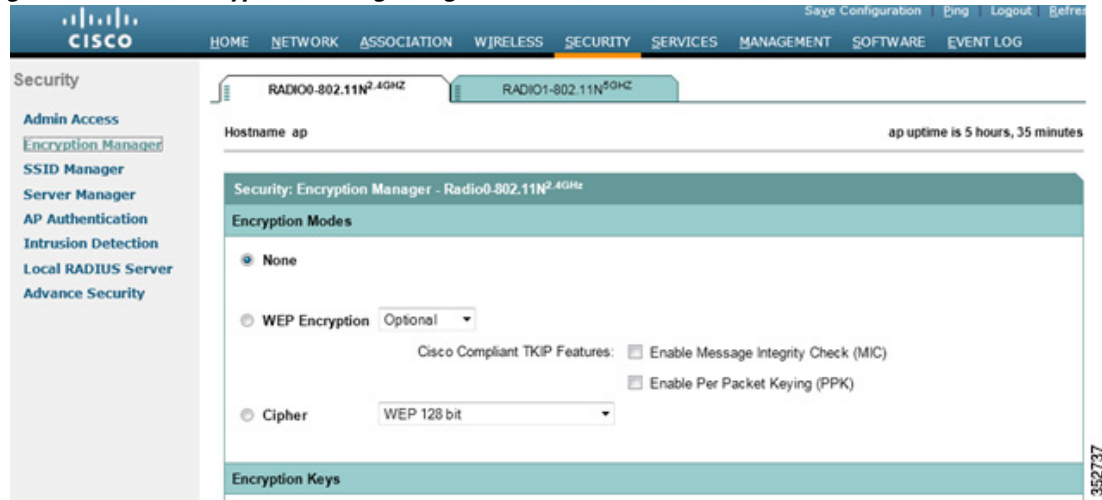 Save Configuration Ping Logout Refres
CISCO
HOME NETWORK ASSOCIATION WIRELESS SECURITY SERVICES MANAGEMENT SOFTWARE EVENT LOG
Security
Admin Access
Encryption Manager
SSID Manager
Server Manager
AP Authentication
Intrusion Detection
Local RADIUS Server
Advance Security
RADIO0-802.11N2.4GHZ RADIO1-802.11N5GHZ
Hostname ap ap uptime is 5 hours, 35 minutes
Security: Encryption Manager - Radio0-802.11N2.4GHz
Encryption Modes
None
WEP Encryption Optional
Cisco Compliant TKIP Features: Enable Message Integrity Check (MIC)
Enable Per Packet Keying (PPK)
Cipher WEP 128 bit
Encryption Keys
352737